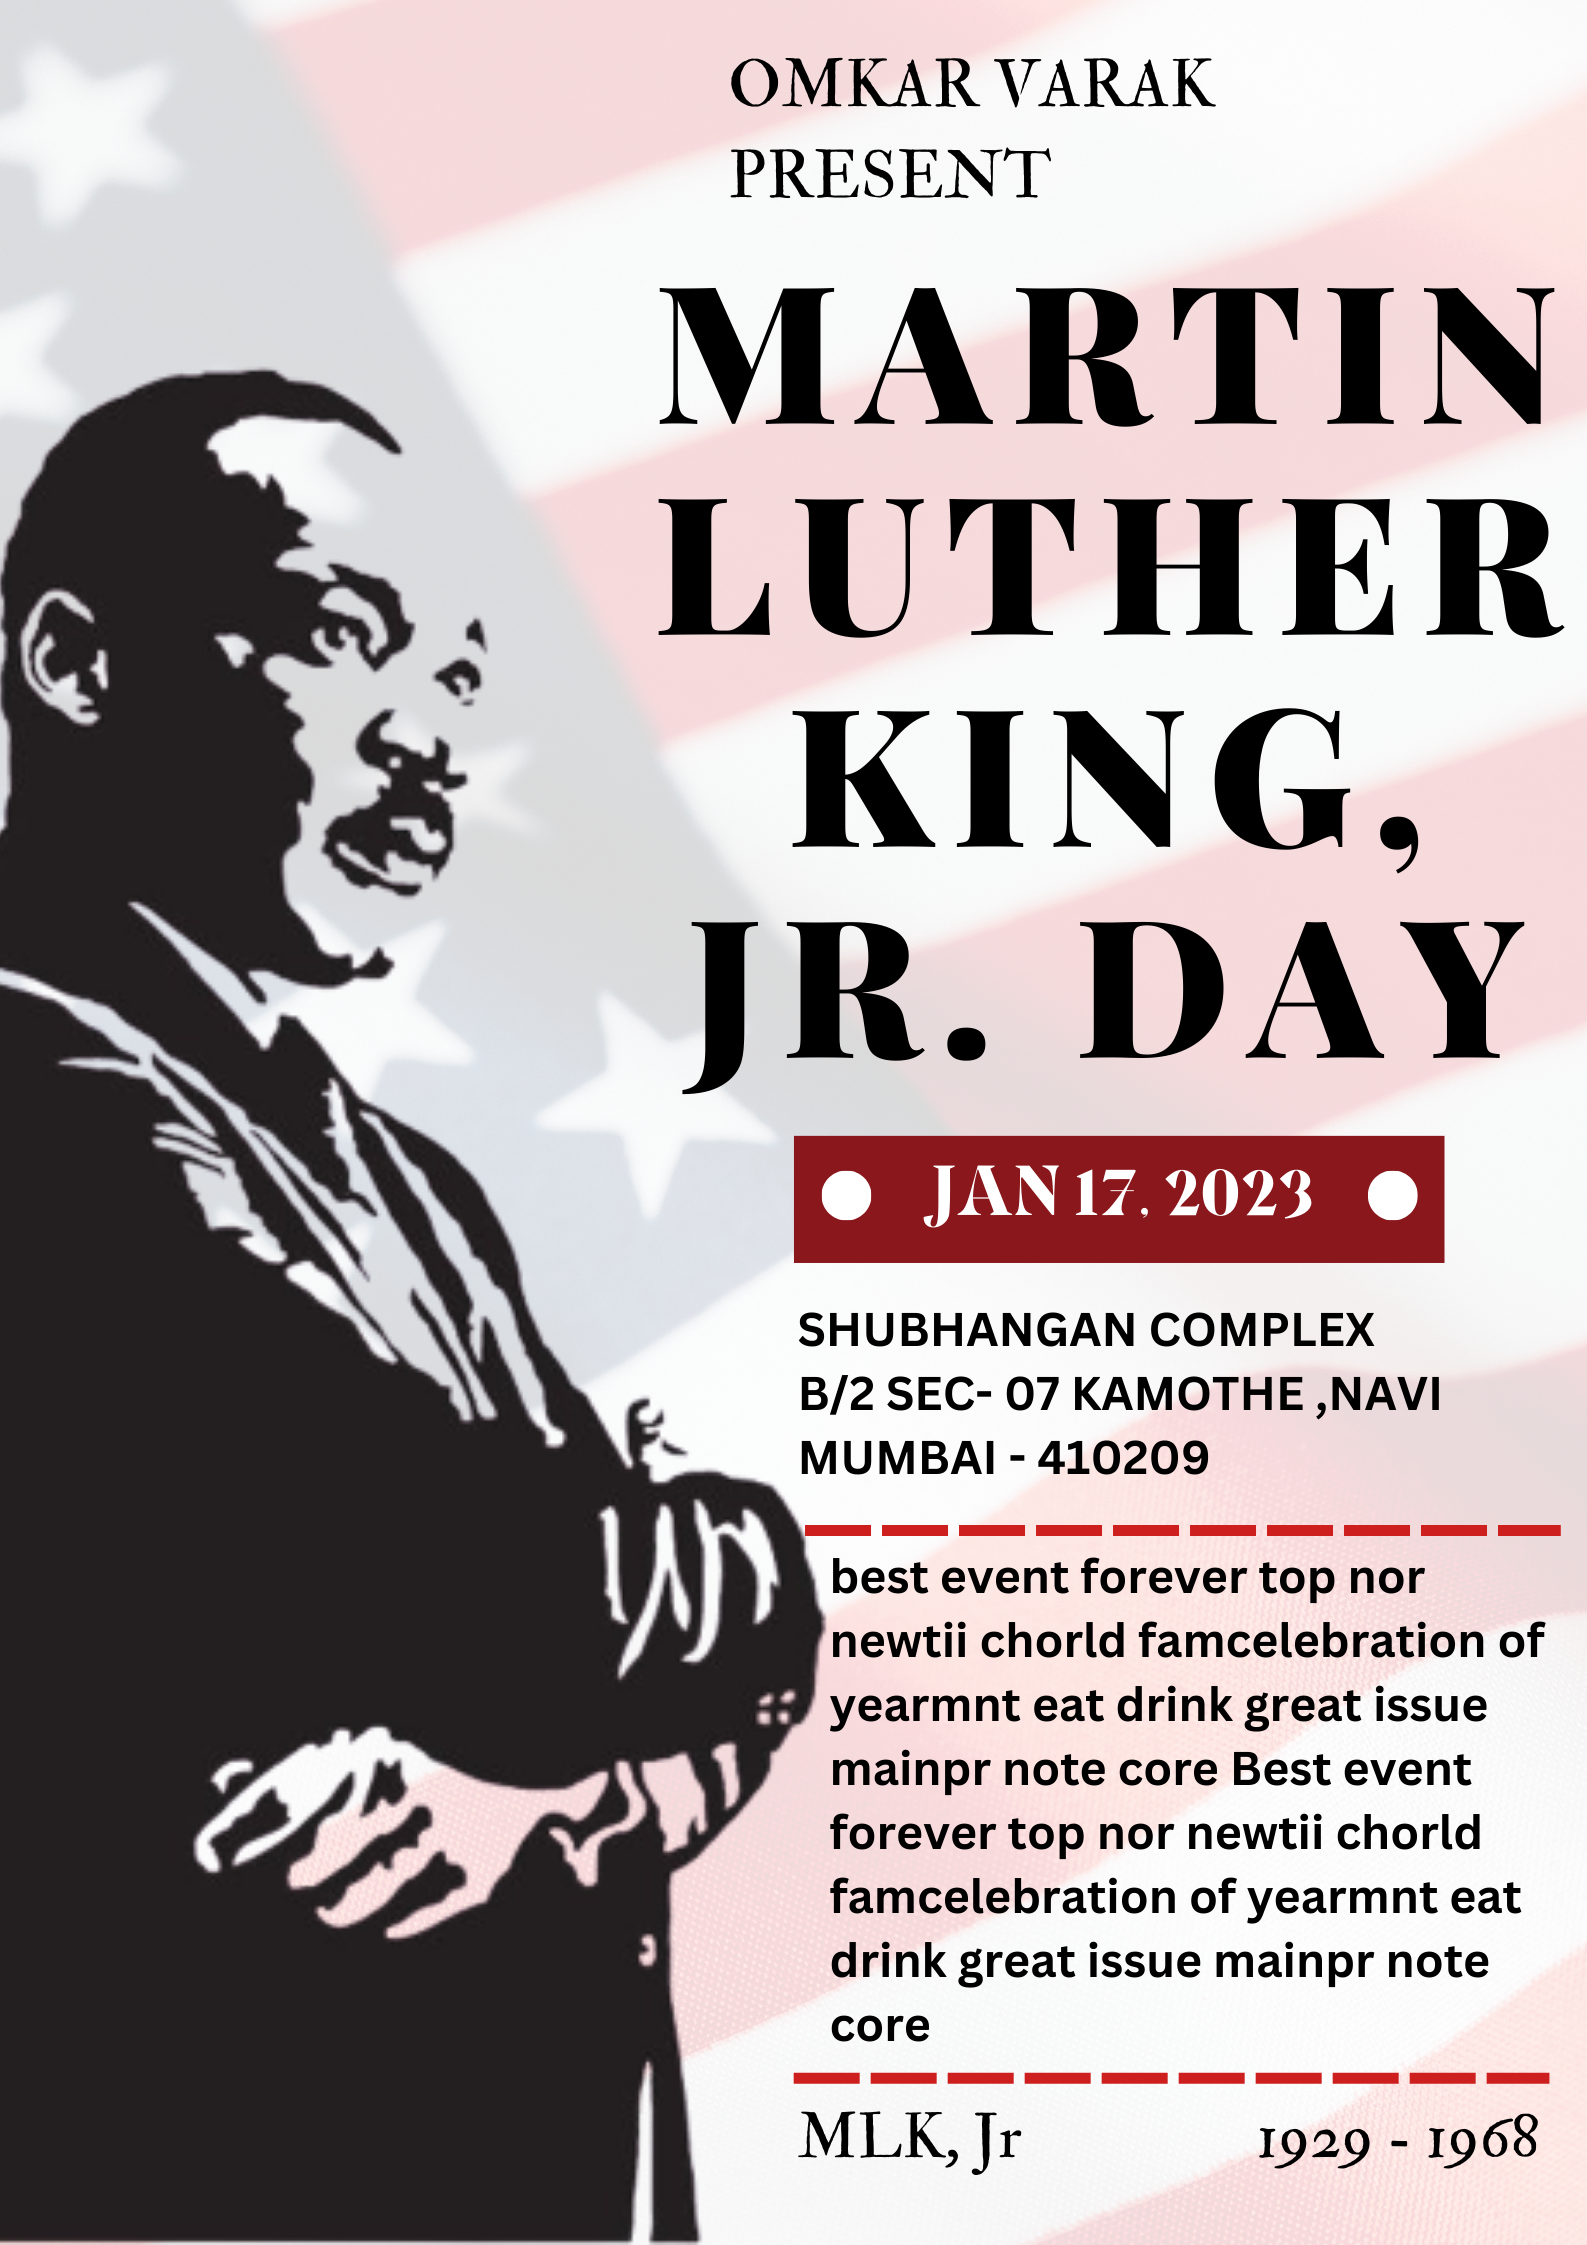 OMKAR VARAK
PRESENT
MARTIN
LUTHER
KING,
JR. DAY
JAN 17, 2023
SHUBHANGAN COMPLEX
B/2 SEC- 07 KAMOTHE ,NAVI
MUMBAI - 410209
best event forever top nor
newtii chorld famcelebration of
yearmnt eat drink great issue
mainpr note core Best event
forever top nor newtii chorld
famcelebration of yearmnt eat
drink great issue mainpr note
core
MLK, Jr 1929 - 1968